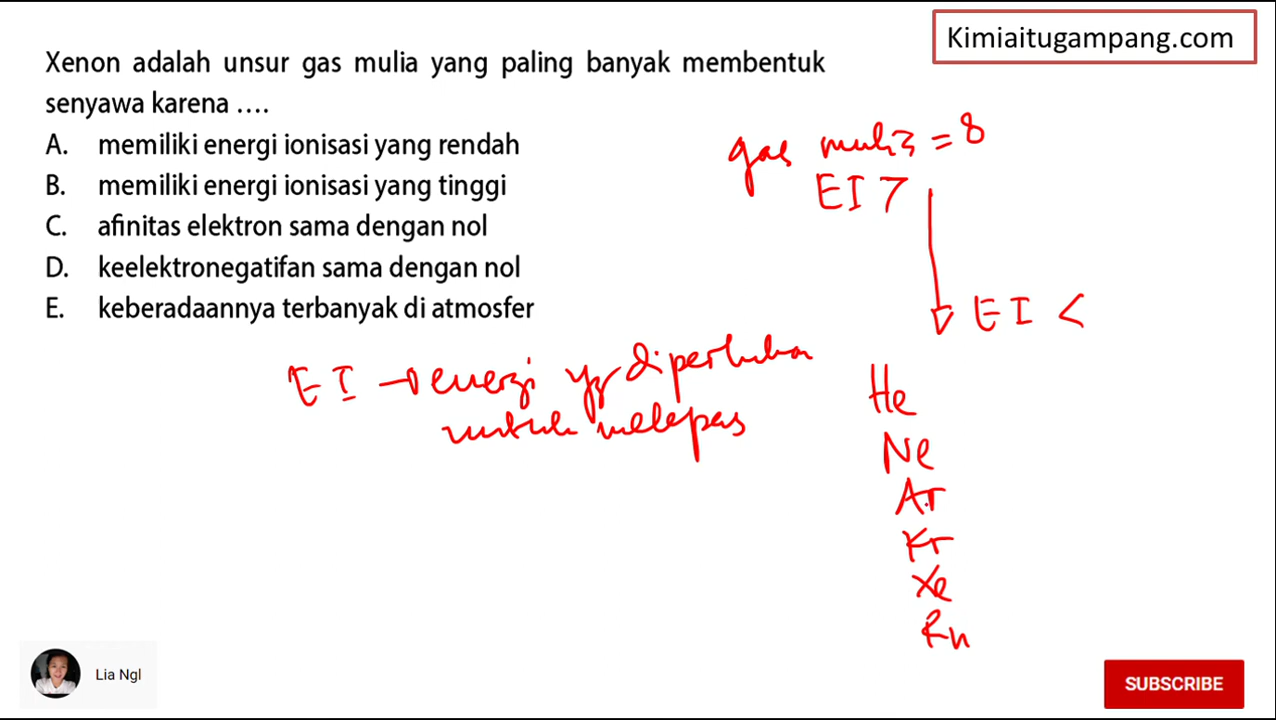 Kimiaitugampang.com
Xenon adalah unsur gas mulia yang paling banyak membentuk
senyawa karena ....
A. memiliki energi ionisasi yang rendah
B. memiliki energi ionisasi yang tinggi
C. afinitas elektron sama dengan nol
D. keelektronegatifan sama dengan nol
E. keberadaannya terbanyak di atmosfer
gas mulia = 8
EI >
EI <
EI → energi yg diperlukan
untuk melepas
He
Ne
Ar
Kr
Xe
Rn
Lia Ngl
SUBSCRIBE